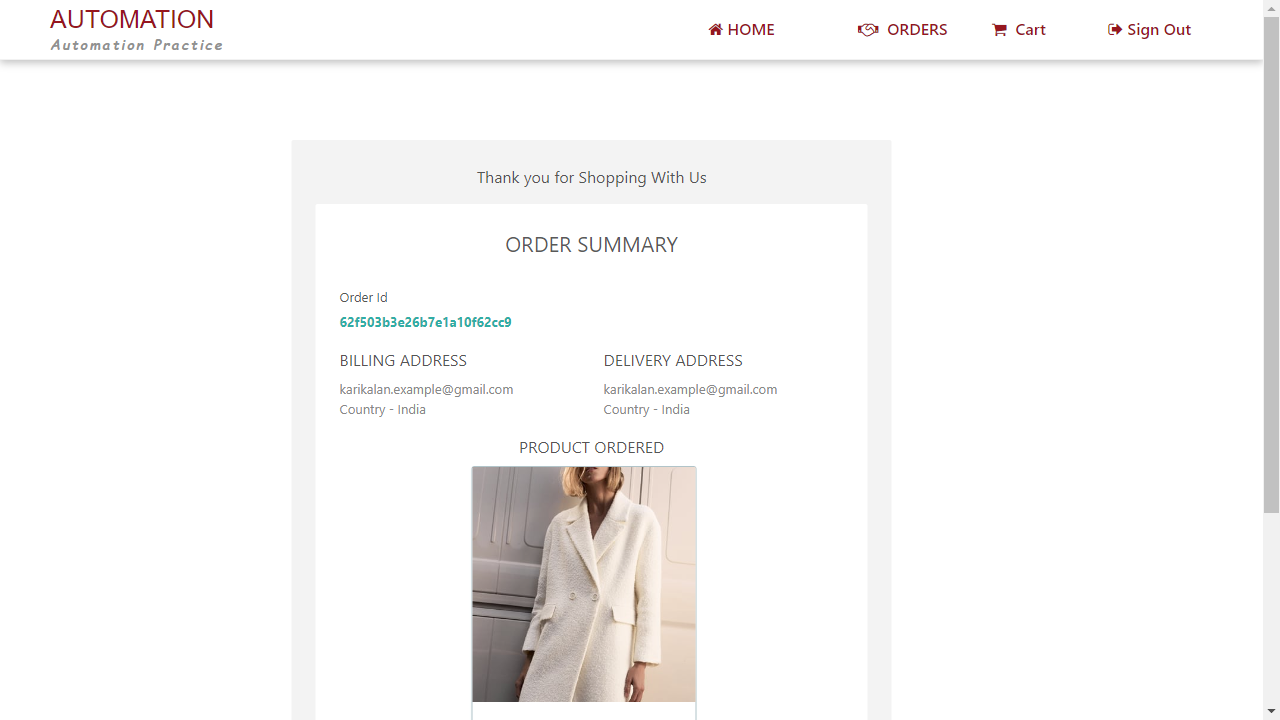 AUTOMATION
Automation Practice
HOME
ORDERS
Cart
Sign Out
Thank you for Shopping With Us
ORDER SUMMARY
Order Id
62f503b3e26b7e1a10f62cc9
BILLING ADDRESS
DELIVERY ADDRESS
karikalan.example@gmail.com
karikalan.example@gmail.com
Country - India
Country - India
PRODUCT ORDERED